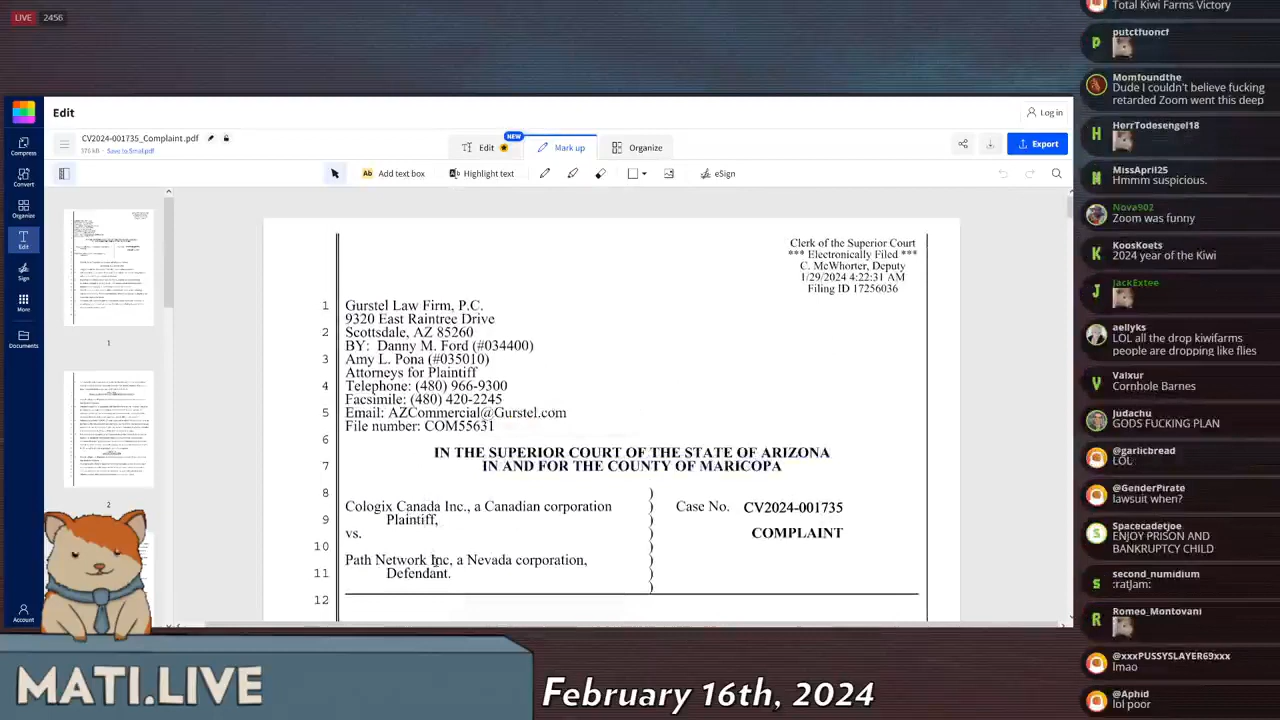 LIVE 2456
Edit
Log in
CV2024-001735_Complaint.pdf
Save to Smallpdf
NEW
Edit
Mark up
Organize
Export
Add text box
Highlight text
eSign
Compress
Convert
Organize
Edit
Sign
More
Documents
Account
1
2
Clerk of the Superior Court
*** Electronically Filed ***
C. McWhorter, Deputy
1/29/2024 4:22:31 AM
Filing ID 17256036
1 Gurstel Law Firm, P.C.
9320 East Raintree Drive
2 Scottsdale, AZ 85260
BY: Danny M. Ford (#034400)
3 Amy L. Pona (#035010)
Attorneys for Plaintiff
4 Telephone: (480) 966-9300
Facsimile: (480) 420-2245
5 Email: AZCommercial@Gurstel.com
File number: COM55631
6
IN THE SUPERIOR COURT OF THE STATE OF ARIZONA
7 IN AND FOR THE COUNTY OF MARICOPA
8
Cologix Canada Inc., a Canadian corporation ) Case No. CV2024-001735
9 Plaintiff,
vs. COMPLAINT
10
Path Network Inc, a Nevada corporation,
11 Defendant.
12
Total Kiwi Farms Victory
putctfuoncf
Momfoundthe
Dude I couldn't believe fucking
retarded Zoom went this deep
HorrTodesengel18
MissApril25
Hmmm suspicious.
Nova902
Zoom was funny
KoosKoets
2024 year of the Kiwi
JackExtee
aellyks
LOL all the drop kiwifarms
people are dropping like flies
Valxur
Cornhole Barnes
Judachu
GODS FUCKING PLAN
@garlicbread
LOL
@GenderPirate
lawsuit when?
Spacecadetjoe
ENJOY PRISON AND
BANKRUPTCY CHILD
second_numidium
:ratJam:
Romeo_Montovani
@xxxPUSSYSLAYER69xxx
lmao
@Aphid
lol poor
MATI.LIVE
February 16th, 2024